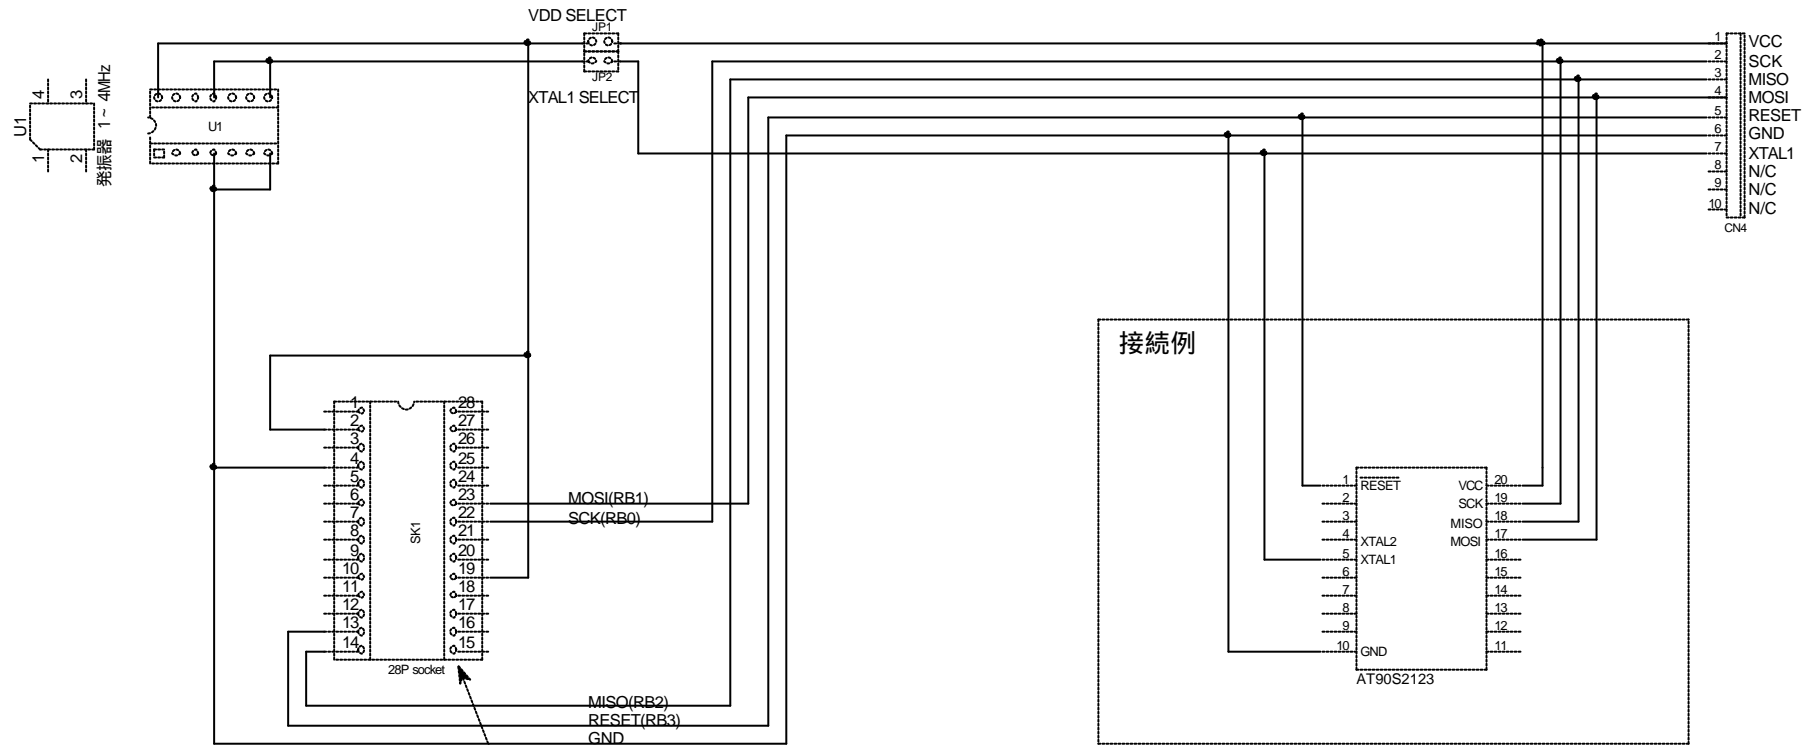 VDD SELECT
JP1
JP2
XTAL1 SELECT
U1
4
3
1
2
発振器 1~ 4MHz
U1
1 VCC
2 SCK
3 MISO
4 MOSI
5 RESET
6 GND
7 XTAL1
8 N/C
9 N/C
10 N/C
CN4
接続例
1 28
2 27
3 26
4 25
5 24
6 23
7 22
8 21
9 20
10 19
11 18
12 17
13 16
14 15
SK1
28P socket
MOSI(RB1)
SCK(RB0)
MISO(RB2)
RESET(RB3)
GND
1 RESET VCC 20
2 SCK 19
3 MISO 18
4 XTAL2 MOSI 17
5 XTAL1 16
6 15
7 14
8 13
9 12
10 GND 11
AT90S2123